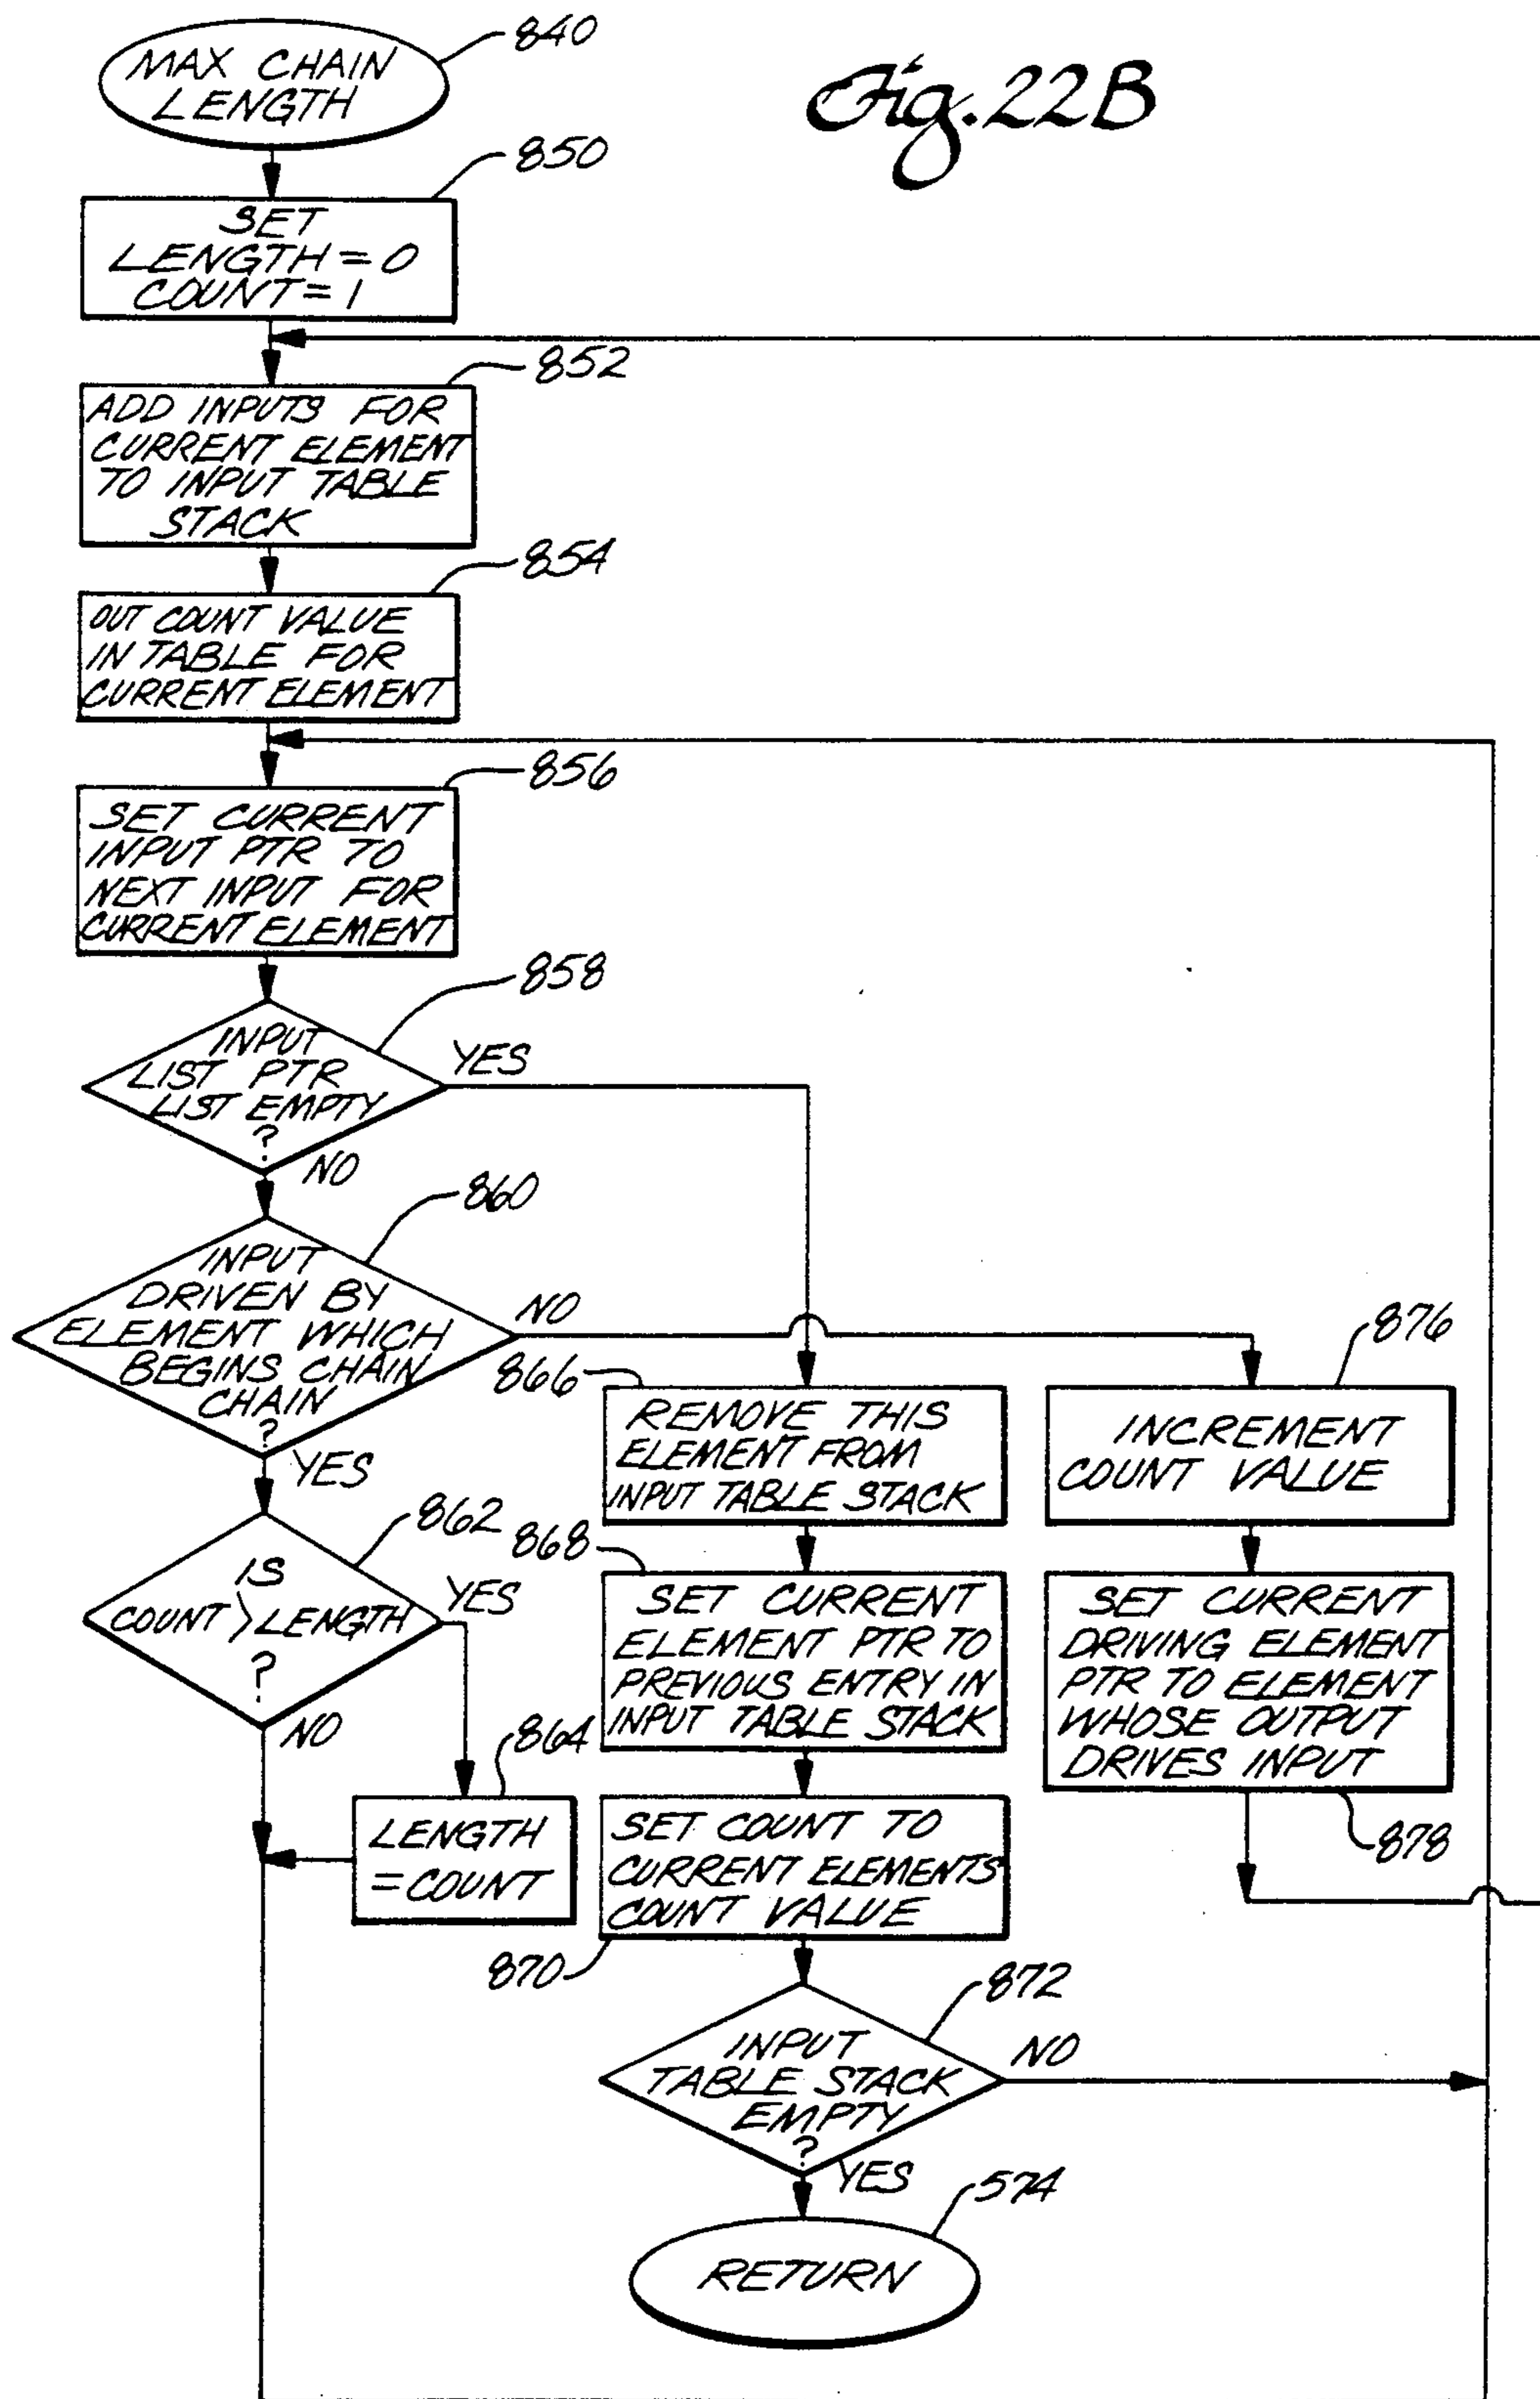 Fig. 22B
840
MAX CHAIN
LENGTH
850
SET
LENGTH = 0
COUNT = 1
852
ADD INPUTS FOR
CURRENT ELEMENT
TO INPUT TABLE
STACK
854
OUT COUNT VALUE
IN TABLE FOR
CURRENT ELEMENT
856
SET CURRENT
INPUT PTR TO
NEXT INPUT FOR
CURRENT ELEMENT
858
INPUT
LIST PTR
LIST EMPTY
?
YES
NO
860
INPUT
DRIVEN BY
ELEMENT WHICH
BEGINS CHAIN
CHAIN
?
NO
YES
862
IS
COUNT > LENGTH
?
YES
NO
864
LENGTH
= COUNT
866
REMOVE THIS
ELEMENT FROM
INPUT TABLE STACK
868
SET CURRENT
ELEMENT PTR TO
PREVIOUS ENTRY IN
INPUT TABLE STACK
SET COUNT TO
CURRENT ELEMENTS
COUNT VALUE
870
872
INPUT
TABLE STACK
EMPTY
?
NO
YES
574
RETURN
876
INCREMENT
COUNT VALUE
SET CURRENT
DRIVING ELEMENT
PTR TO ELEMENT
WHOSE OUTPUT
DRIVES INPUT
878